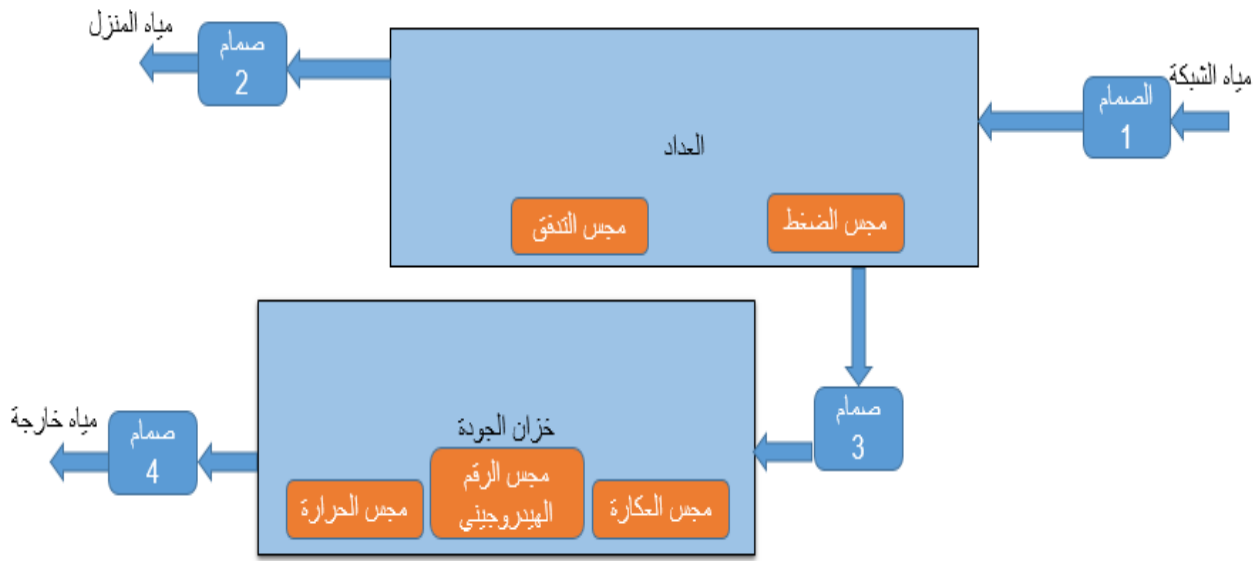 مياه الشبكة
الصمام
1
العداد
مجس الضغط
مجس التدفق
صمام
2
مياه المنزل
صمام
3
خزان الجودة
مجس العكارة
مجس الرقم
الهيدروجيني
مجس الحرارة
صمام
4
مياه خارجة